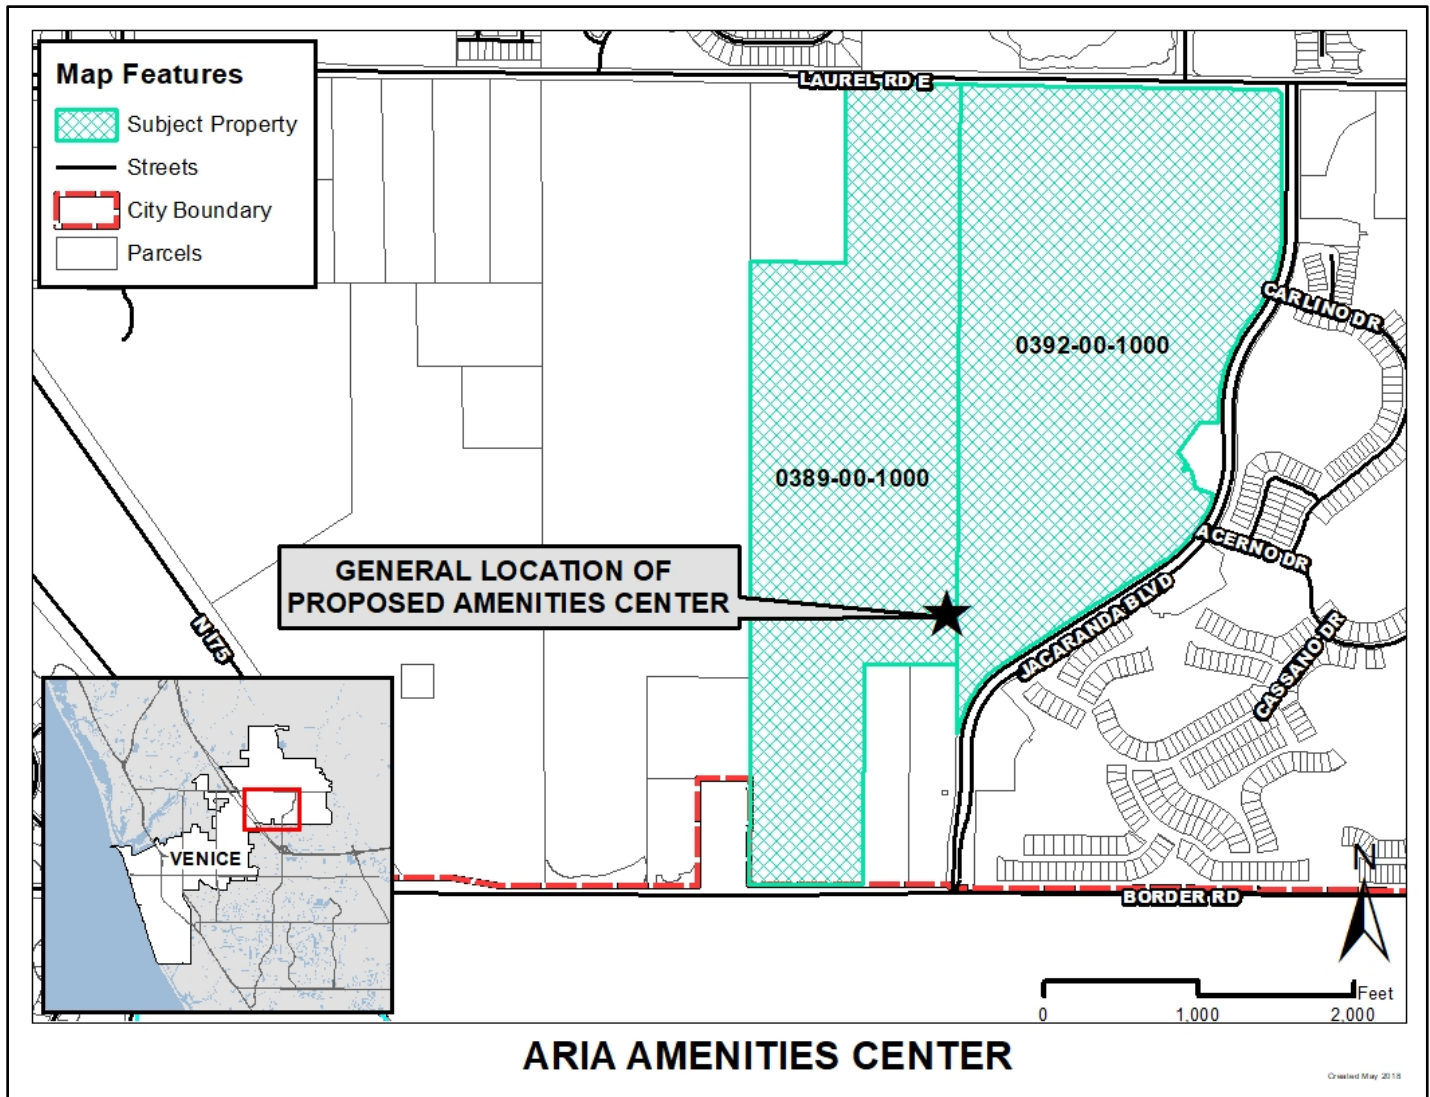 Map Features
Subject Property
Streets
City Boundary
Parcels
LAUREL RD E
CARLINO DR
0392-00-1000
0389-00-1000
ACERNO DR
GENERAL LOCATION OF
PROPOSED AMENITIES CENTER
JACARANDA BLVD
N I75
CASSANO DR
VENICE
N
BORDER RD
Feet
0 1,000 2,000
ARIA AMENITIES CENTER
Created May 2018